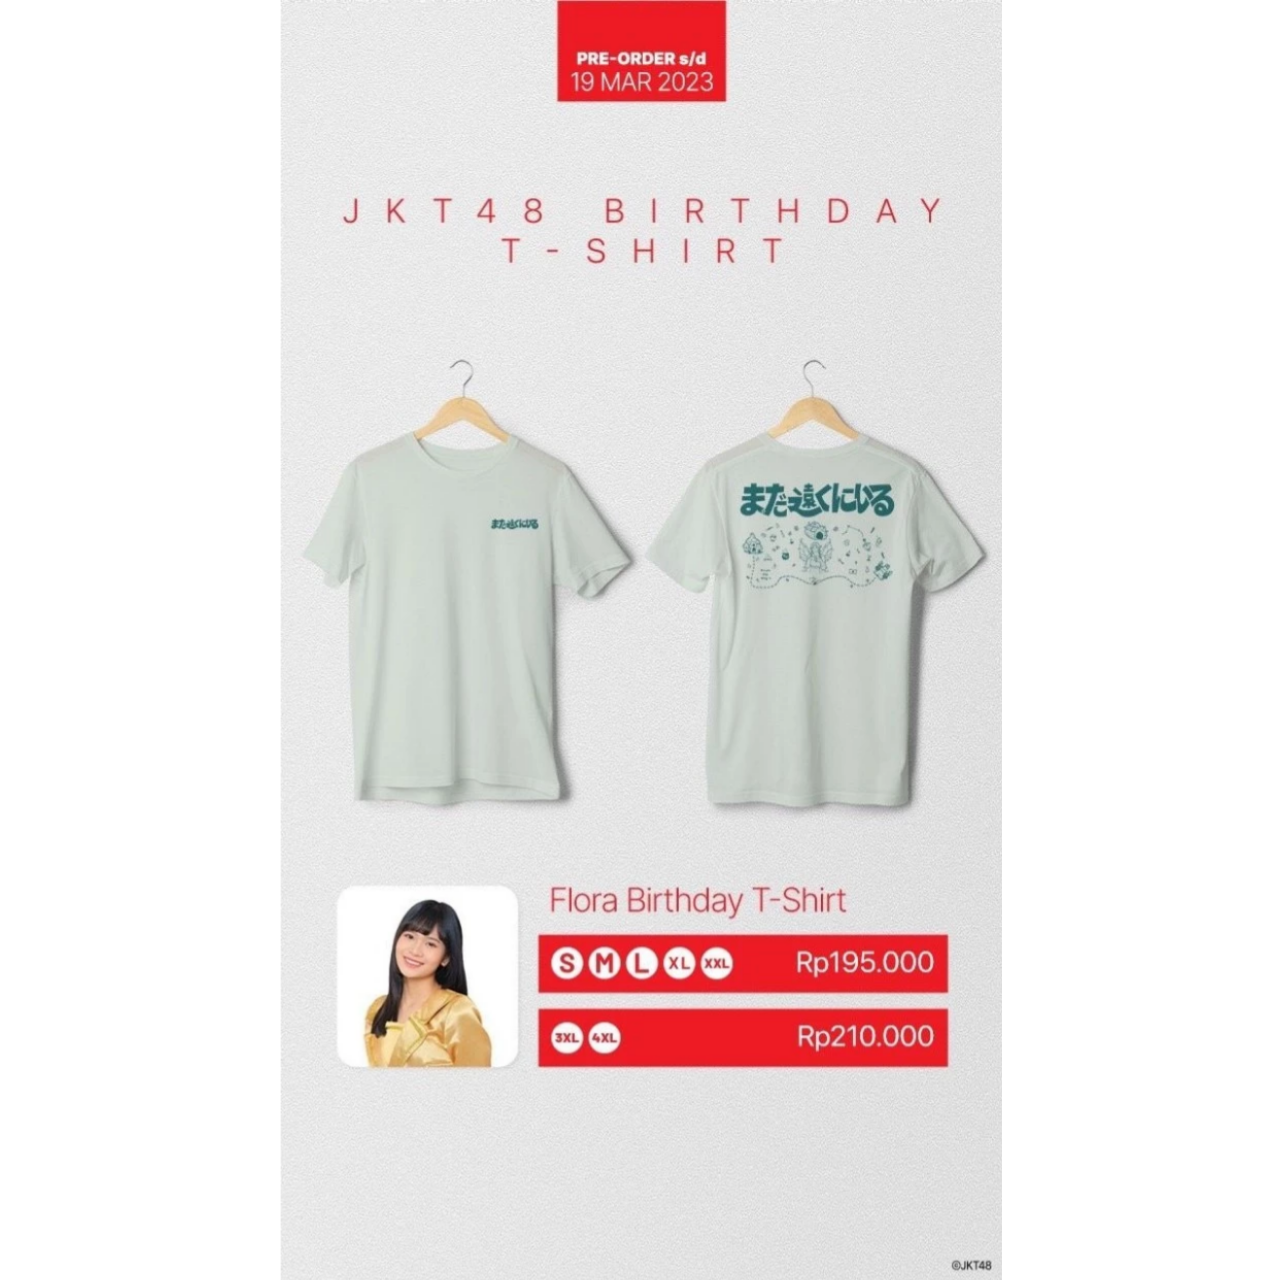 PRE-ORDER s/d
19 MAR 2023
JKT48 BIRTHDAY
T-SHIRT
まだ遠くにいる
まだ遠くにいる
Flora Birthday T-Shirt
S M L XL XXL Rp195.000
3XL 4XL Rp210.000
©JKT48